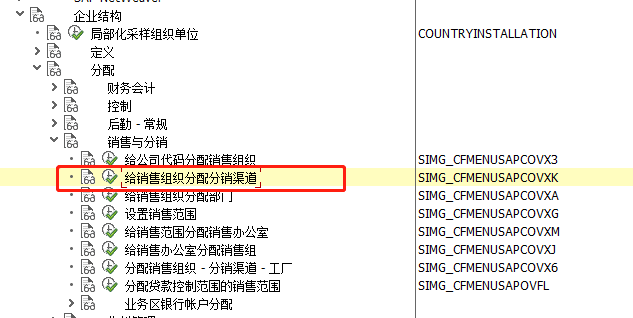 企业结构
局部化采样组织单位 COUNTRYINSTALLATION
定义
分配
财务会计
控制
后勤 - 常规
销售与分销
给公司代码分配销售组织 SIMG_CFMENUSAPCOVX3
给销售组织分配分销渠道 SIMG_CFMENUSAPCOVXK
给销售组织分配部门 SIMG_CFMENUSAPCOVXA
设置销售范围 SIMG_CFMENUSAPCOVXG
给销售范围分配销售办公室 SIMG_CFMENUSAPCOVXM
给销售办公室分配销售组 SIMG_CFMENUSAPCOVXJ
分配销售组织 - 分销渠道 - 工厂 SIMG_CFMENUSAPCOVX6
分配贷款控制范围的销售范围 SIMG_CFMENUSAPOVFL
业务区银行帐户分配